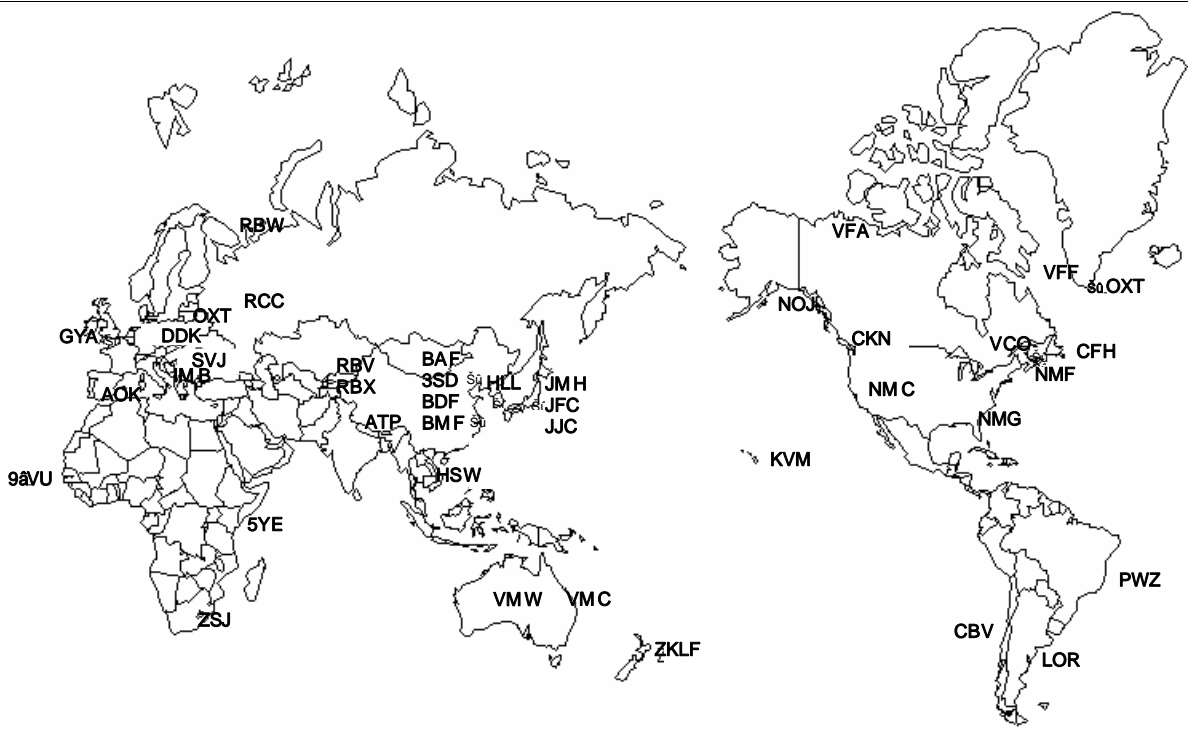 RBW
VFA
VFF
OXT
RCC
NOJ
OXT
GYA
DDK
CKN
VCO
CFH
SVJ
BAF
IMB
RBV
NMF
3SD
HLL
JMH
RBX
NMC
AOK
BDF
JFC
ATP
BMF
JJC
NMG
KVM
HSW
9âVU
5YE
PWZ
VMW
VMC
ZSJ
CBV
ZKLF
LOR